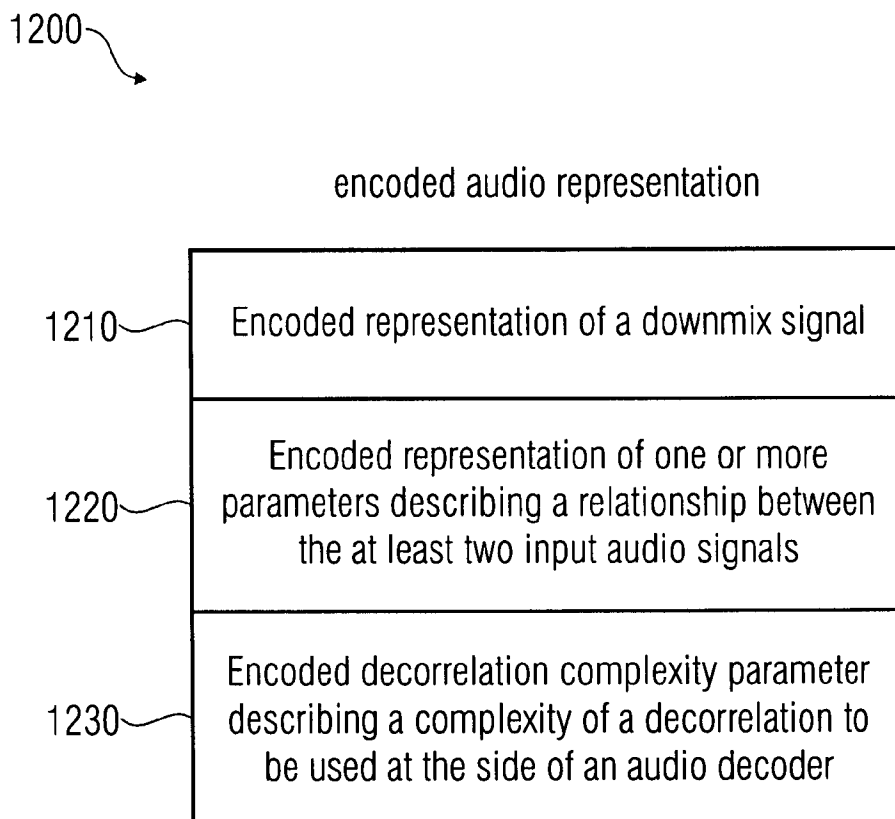 1200
encoded audio representation
1210
Encoded representation of a downmix signal
1220
Encoded representation of one or more
parameters describing a relationship between
the at least two input audio signals
1230
Encoded decorrelation complexity parameter
describing a complexity of a decorrelation to
be used at the side of an audio decoder